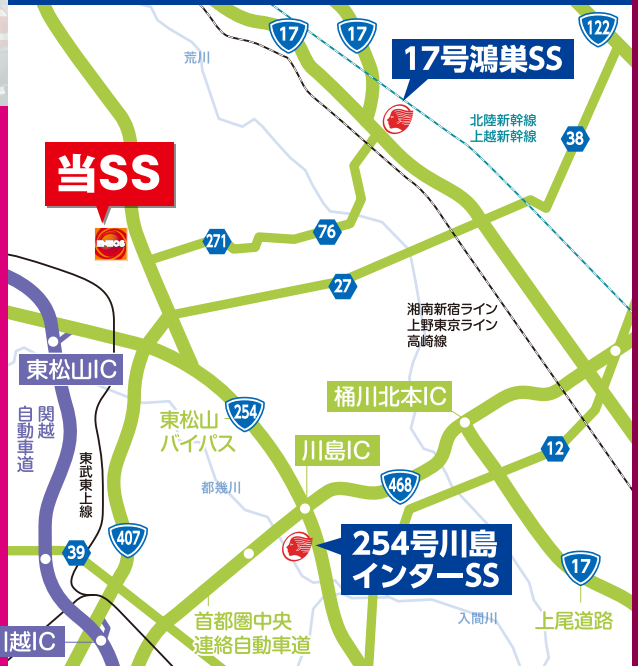 17
17
122
17号鴻巣SS
荒川
北陸新幹線
上越新幹線
38
当SS
271
76
27
湘南新宿ライン
上野東京ライン
高崎線
東松山IC
桶川北本IC
254
東松山
バイパス
関越
自動車道
川島IC
12
東武東上線
都幾川
468
407
39
254号川島
インターSS
17
首都圏中央
連絡自動車道
入間川
上尾道路
越IC